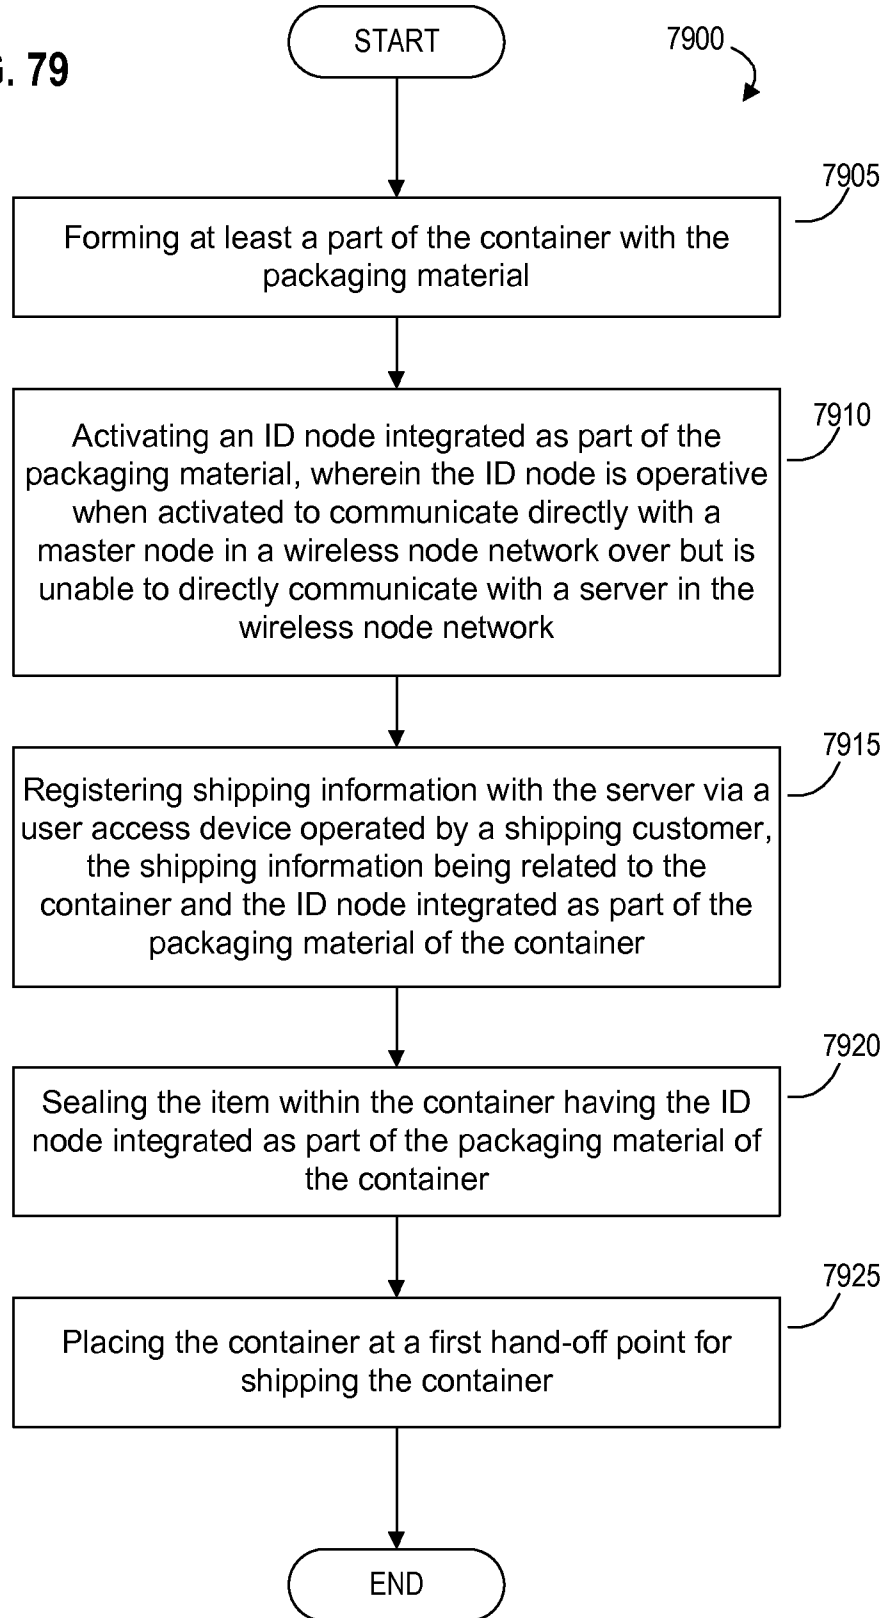 START
7900
G. 79
7905
Forming at least a part of the container with the
packaging material
7910
Activating an ID node integrated as part of the
packaging material, wherein the ID node is operative
when activated to communicate directly with a
master node in a wireless node network over but is
unable to directly communicate with a server in the
wireless node network
7915
Registering shipping information with the server via a
user access device operated by a shipping customer,
the shipping information being related to the
container and the ID node integrated as part of the
packaging material of the container
7920
Sealing the item within the container having the ID
node integrated as part of the packaging material of
the container
7925
Placing the container at a first hand-off point for
shipping the container
END